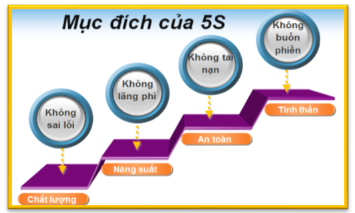 Mục đích của 5S
Không
buồn
phiền
Không tai
nạn
Không
lãng phí
Không
sai lỗi
Tinh thần
An toàn
Năng suất
Chất lượng